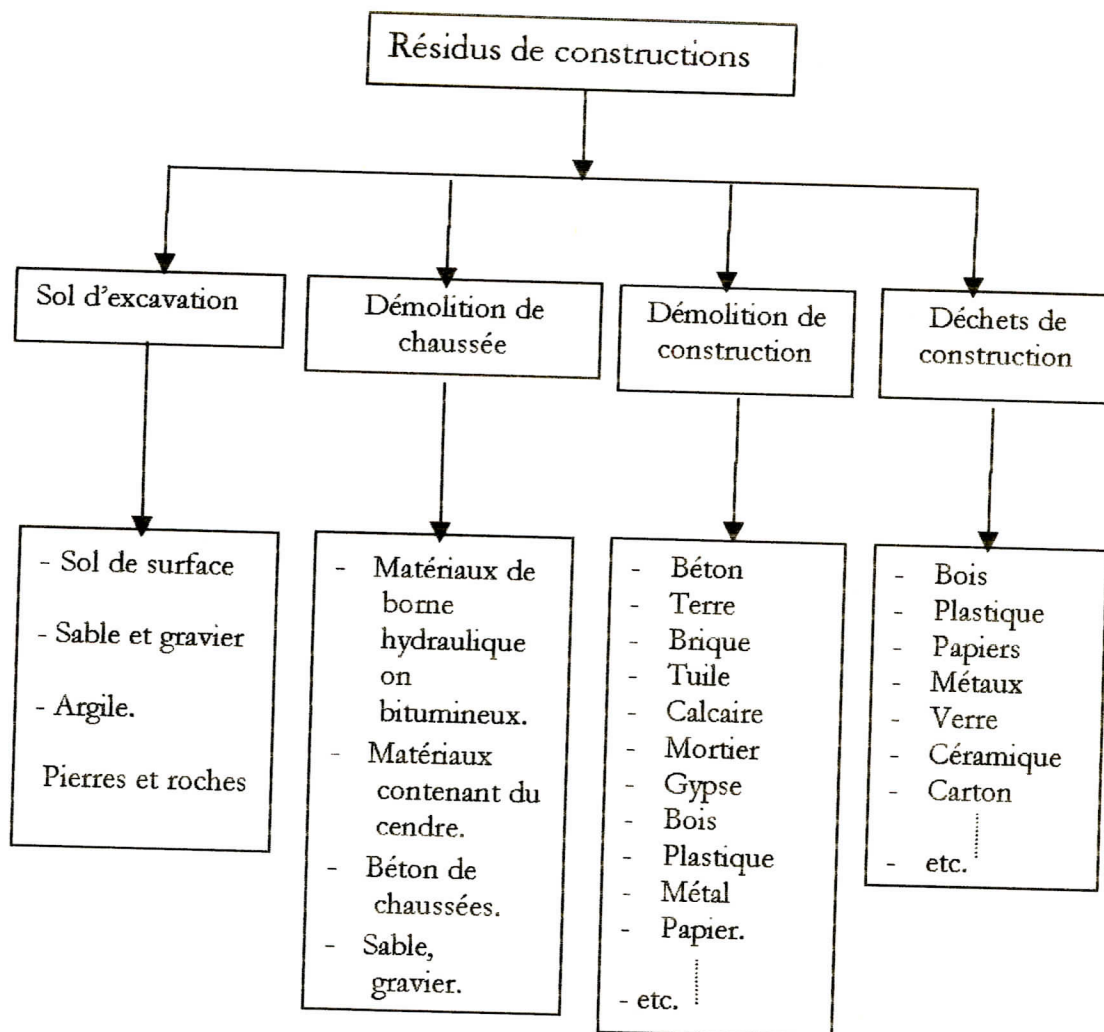 Résidus de constructions
Sol d'excavation
Démolition de
chaussée
Démolition de
construction
Déchets de
construction
- Sol de surface
- Sable et gravier
- Argile.
Pierres et roches
- Matériaux de
borne
hydraulique
on
bitumineux.
- Matériaux
contenant du
cendre.
- Béton de
chaussées.
- Sable,
gravier.
- Béton
- Terre
- Brique
- Tuile
- Calcaire
- Mortier
- Gypse
- Bois
- Plastique
- Métal
- Papier.
- etc.
- Bois
- Plastique
- Papiers
- Métaux
- Verre
- Céramique
- Carton
- etc.